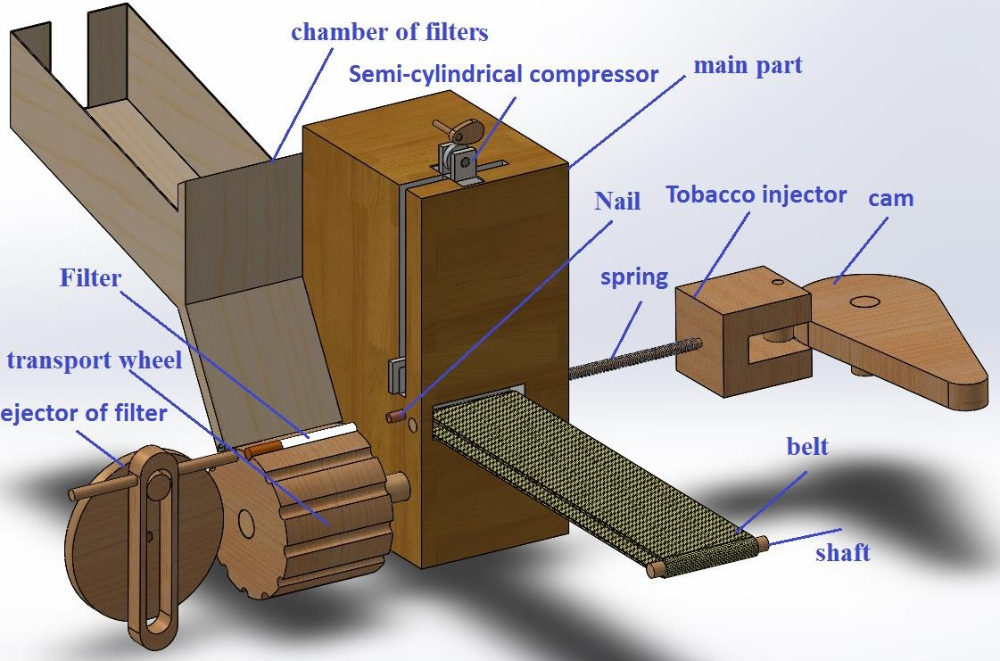 chamber of filters
Semi-cylindrical compressor
main part
Nail
Tobacco injector
cam
Filter
spring
transport wheel
ejector of filter
belt
shaft